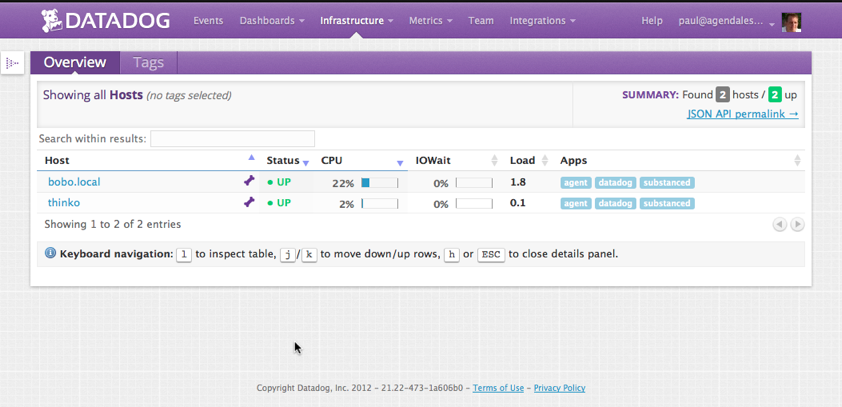 DATADOG Events Dashboards Infrastructure Metrics Team Integrations Help paul@agendales...
Overview Tags
Showing all Hosts (no tags selected) SUMMARY: Found 2 hosts / 2 up
JSON API permalink →
Search within results:
Host Status CPU IOWait Load Apps
bobo.local UP 22% 0% 1.8 agent datadog substanced
thinko UP 2% 0% 0.1 agent datadog substanced
Showing 1 to 2 of 2 entries
Keyboard navigation: l to inspect table, j/k to move down/up rows, h or ESC to close details panel.
Copyright Datadog, Inc. 2012 - 21.22-473-1a606b0 - Terms of Use - Privacy Policy